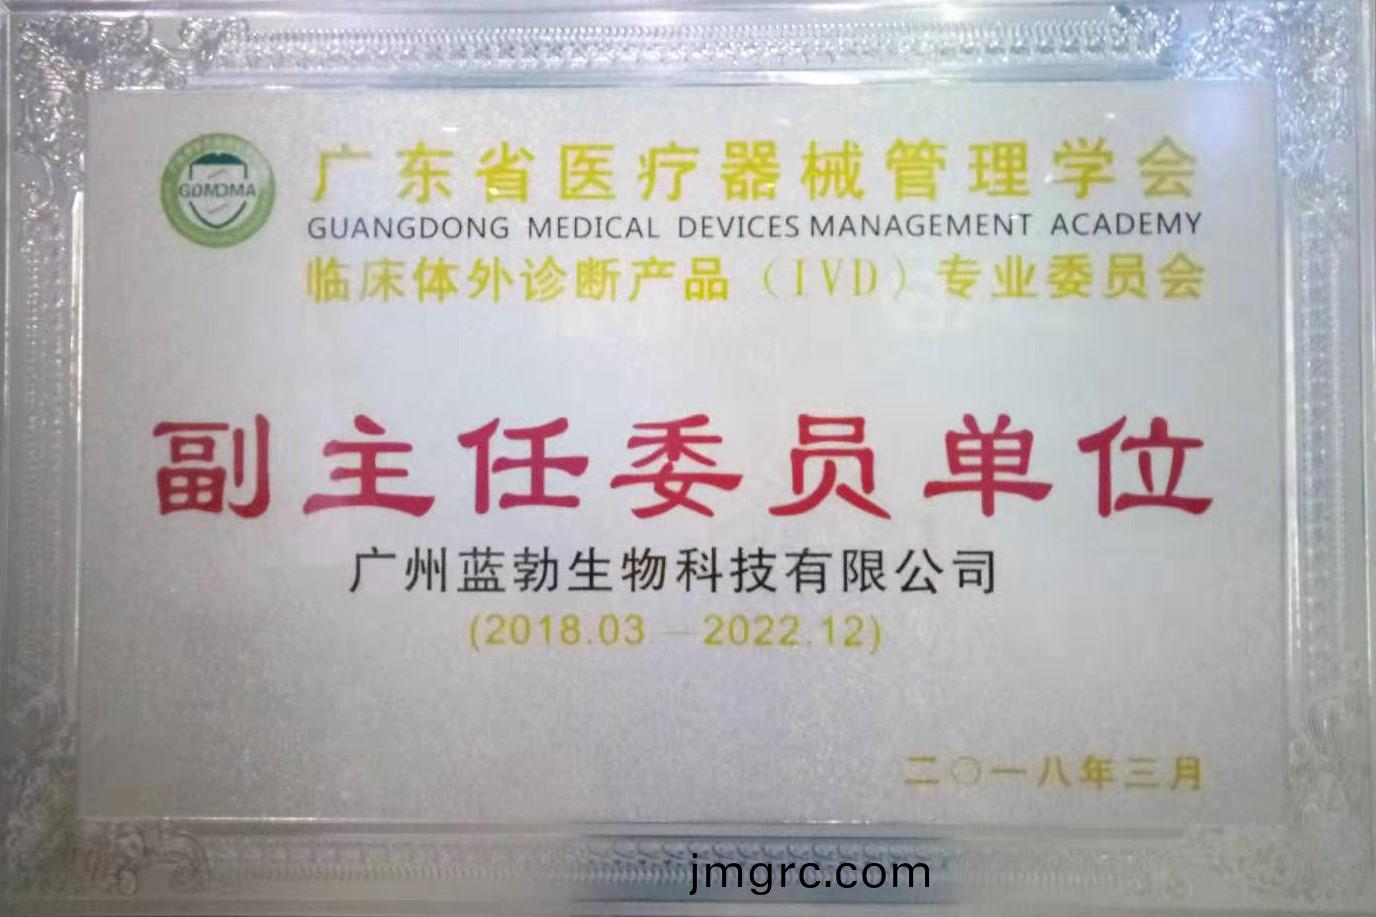 GDMDMA
广东省医疗器械管理学会
GUANGDONG MEDICAL DEVICES MANAGEMENT ACADEMY
临床体外诊断产品（IVD）专业委员会
副主任委员单位
广州蓝勃生物科技有限公司
(2018.03 — 2022.12)
二〇一八年三月
jmgrc.com